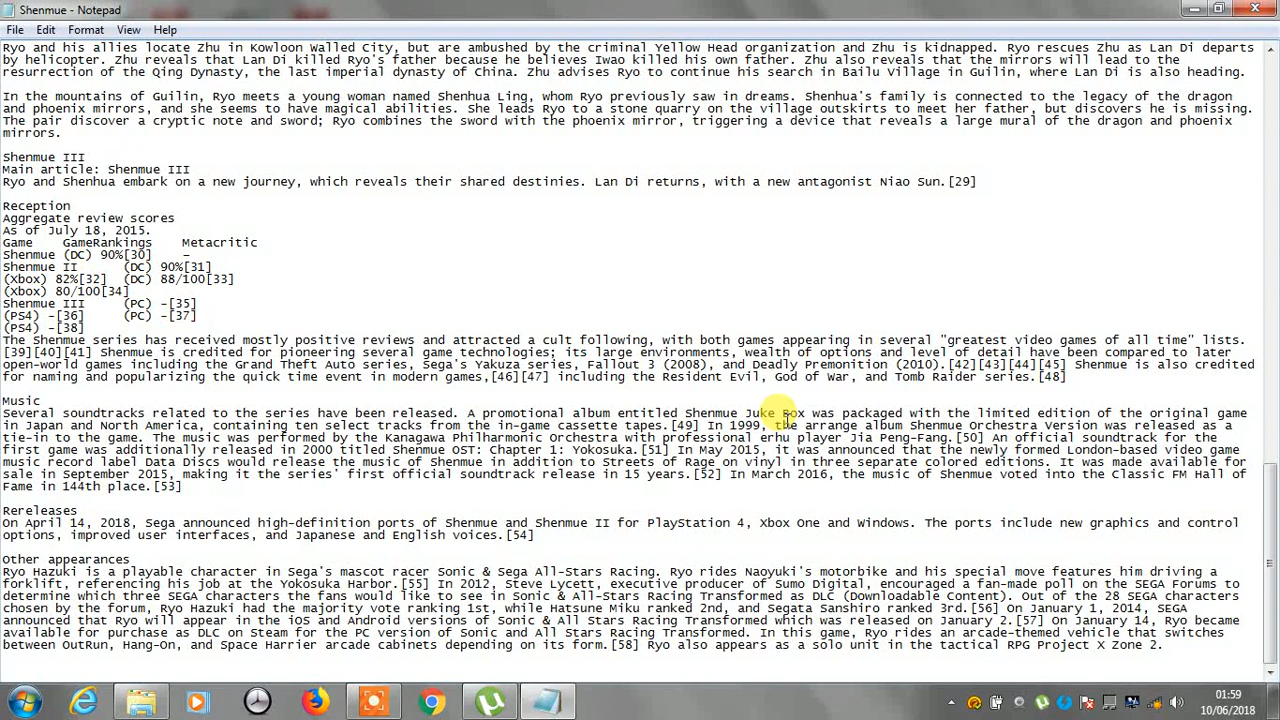 Shenmue - Notepad
File Edit Format View Help
Ryo and his allies locate Zhu in Kowloon Walled City, but are ambushed by the criminal Yellow Head organization and Zhu is kidnapped. Ryo rescues Zhu as Lan Di departs
by helicopter. Zhu reveals that Lan Di killed Ryo's father because he believes Iwao killed his own father. Zhu also reveals that the mirrors will lead to the
resurrection of the Qing Dynasty, the last imperial dynasty of China. Zhu advises Ryo to continue his search in Bailu Village in Guilin, where Lan Di is also heading.
In the mountains of Guilin, Ryo meets a young woman named Shenhua Ling, whom Ryo previously saw in dreams. Shenhua's family is connected to the legacy of the dragon
and phoenix mirrors, and she seems to have magical abilities. She leads Ryo to a stone quarry on the village outskirts to meet her father, but discovers he is missing.
The pair discover a cryptic note and sword; Ryo combines the sword with the phoenix mirror, triggering a device that reveals a large mural of the dragon and phoenix
mirrors.
Shenmue III
Main article: Shenmue III
Ryo and Shenhua embark on a new journey, which reveals their shared destinies. Lan Di returns, with a new antagonist Niao Sun.[29]
Reception
Aggregate review scores
As of July 18, 2015.
Game GameRankings Metacritic
Shenmue (DC) 90%[30] –
Shenmue II (DC) 90%[31]
(Xbox) 82%[32] (DC) 88/100[33]
(Xbox) 80/100[34]
Shenmue III (PC) -[35]
(PS4) -[36] (PC) -[37]
(PS4) -[38]
The Shenmue series has received mostly positive reviews and attracted a cult following, with both games appearing in several "greatest video games of all time" lists.
[39][40][41] Shenmue is credited for pioneering several game technologies; its large environments, wealth of options and level of detail have been compared to later
open-world games including the Grand Theft Auto series, Sega's Yakuza series, Fallout 3 (2008), and Deadly Premonition (2010).[42][43][44][45] Shenmue is also credited
for naming and popularizing the quick time event in modern games,[46][47] including the Resident Evil, God of War, and Tomb Raider series.[48]
Music
Several soundtracks related to the series have been released. A promotional album entitled Shenmue Juke Box was packaged with the limited edition of the original game
in Japan and North America, containing ten select tracks from the in-game cassette tapes.[49] In 1999, the arrange album Shenmue Orchestra Version was released as a
tie-in to the game. The music was performed by the Kanagawa Philharmonic Orchestra with professional erhu player Jia Peng-Fang.[50] An official soundtrack for the
first game was additionally released in 2000 titled Shenmue OST: Chapter 1: Yokosuka.[51] In May 2015, it was announced that the newly formed London-based video game
music record label Data Discs would release the music of Shenmue in addition to Streets of Rage on vinyl in three separate colored editions. It was made available for
sale in September 2015, making it the series' first official soundtrack release in 15 years.[52] In March 2016, the music of Shenmue voted into the Classic FM Hall of
Fame in 144th place.[53]
Rereleases
On April 14, 2018, Sega announced high-definition ports of Shenmue and Shenmue II for PlayStation 4, Xbox One and Windows. The ports include new graphics and control
options, improved user interfaces, and Japanese and English voices.[54]
Other appearances
Ryo Hazuki is a playable character in Sega's mascot racer Sonic & Sega All-Stars Racing. Ryo rides Naoyuki's motorbike and his special move features him driving a
forklift, referencing his job at the Yokosuka Harbor.[55] In 2012, Steve Lycett, executive producer of Sumo Digital, encouraged a fan-made poll on the SEGA Forums to
determine which three SEGA characters the fans would like to see in Sonic & All-Stars Racing Transformed as DLC (Downloadable Content). Out of the 28 SEGA characters
chosen by the forum, Ryo Hazuki had the majority vote ranking 1st, while Hatsune Miku ranked 2nd, and Segata Sanshiro ranked 3rd.[56] On January 1, 2014, SEGA
announced that Ryo will appear in the iOS and Android versions of Sonic & All Stars Racing Transformed which was released on January 2.[57] On January 14, Ryo became
available for purchase as DLC on Steam for the PC version of Sonic and All Stars Racing Transformed. In this game, Ryo rides an arcade-themed vehicle that switches
between OutRun, Hang-On, and Space Harrier arcade cabinets depending on its form.[58] Ryo also appears as a solo unit in the tactical RPG Project X Zone 2.
01:59
10/06/2018